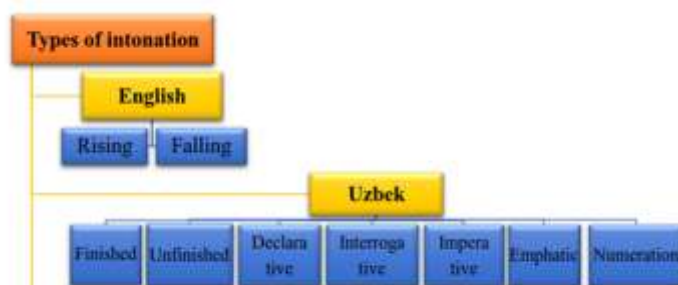 Types of intonation
English
Rising
Falling
Uzbek
Finished
Unfinished
Declara
tive
Interroga
tive
Impera
tive
Emphatic
Numeration